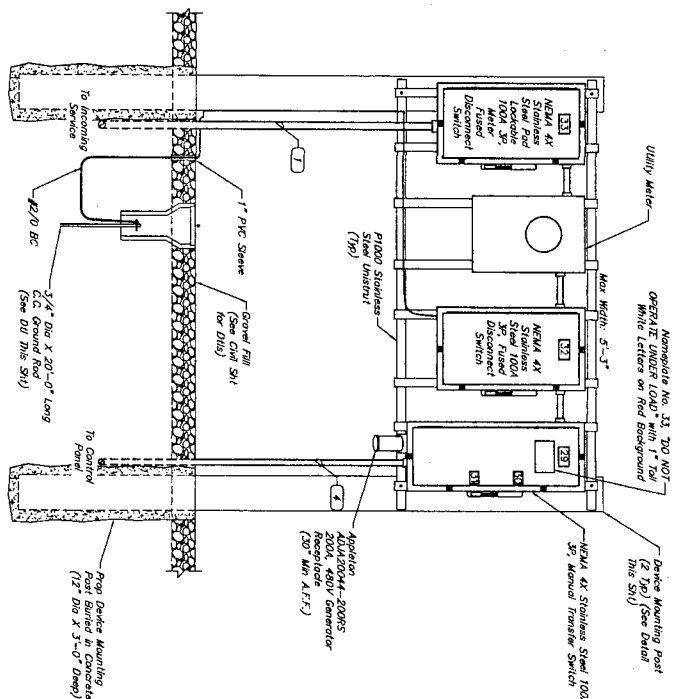 Utility Meter
Max Width: 5'-3"
Nameplate No. 33, "DO NOT
OPERATE UNDER LOAD" with 1" Tall
White Letters on Red Background
Device Mounting Post
(2 Typ) (See Detail
This Sht)
33
NEMA 4X
Stainless
Steel Pad
Lockable
100A 3P,
Meter
Fused
Disconnect
Switch
32
NEMA 4X
Stainless
Steel 100A
3P, Fused
Disconnect
Switch
29
NEMA 4X Stainless Steel 100
3P, Manual Transfer Switch
P1000 Stainless
Steel Unistrut
(Typ)
Appleton
ADJA20044-200RS
200A, 480V Generator
Receptacle
(30" Min A.F.F.)
1
4
1" PVC Sleeve
Gravel Fill
(See Civil Sht
for Dtls)
To Incoming
Service
#2/0 BC
3/4" Dia X 20'-0" Long
C.C. Ground Rod
(See Dtl This Sht)
To Control
Panel
Prop Device Mounting
Post Buried in Concrete
(12" Dia X 3'-0" Deep)